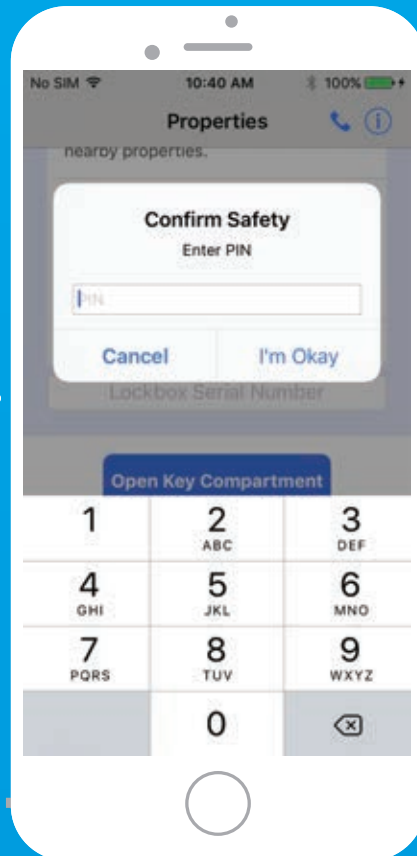 No SIM 10:40 AM 100%
Properties
nearby properties.
Confirm Safety
Enter PIN
PIN
Cancel I'm Okay
Lockbox Serial Number
Open Key Compartment
1 2 3
ABC DEF
4 5 6
GHI JKL MNO
7 8 9
PQRS TUV WXYZ
0